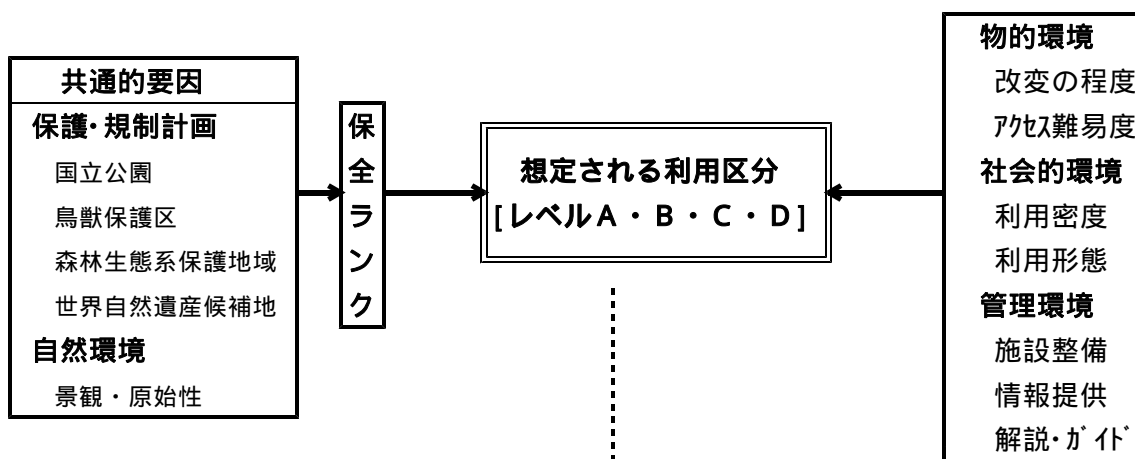 共通的要因
保護・規制計画
国立公園
鳥獣保護区
森林生態系保護地域
世界自然遺産候補地
自然環境
景観・原始性
保全ランク
想定される利用区分
[レベルA・B・C・D]
物的環境
改変の程度
ｱｸｾｽ難易度
社会的環境
利用密度
利用形態
管理環境
施設整備
情報提供
解説・ｶﾞｲﾄﾞ